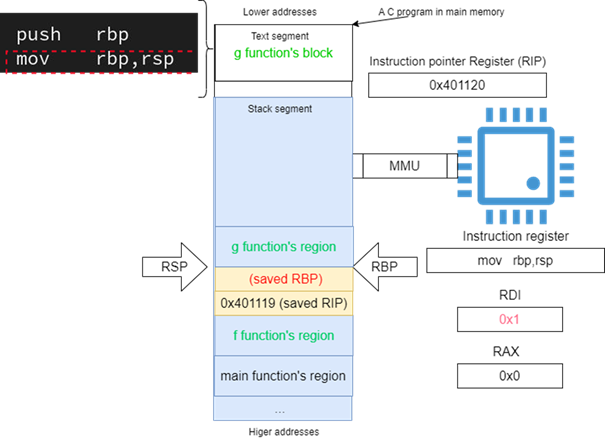 Lower addresses
A C program in main memory
push rbp
mov rbp,rsp
Text segment
g function's block
Instruction pointer Register (RIP)
0x401120
Stack segment
MMU
g function's region
Instruction register
mov rbp,rsp
RSP
RBP
(saved RBP)
0x401119 (saved RIP)
RDI
0x1
f function's region
RAX
0x0
main function's region
...
Higer addresses